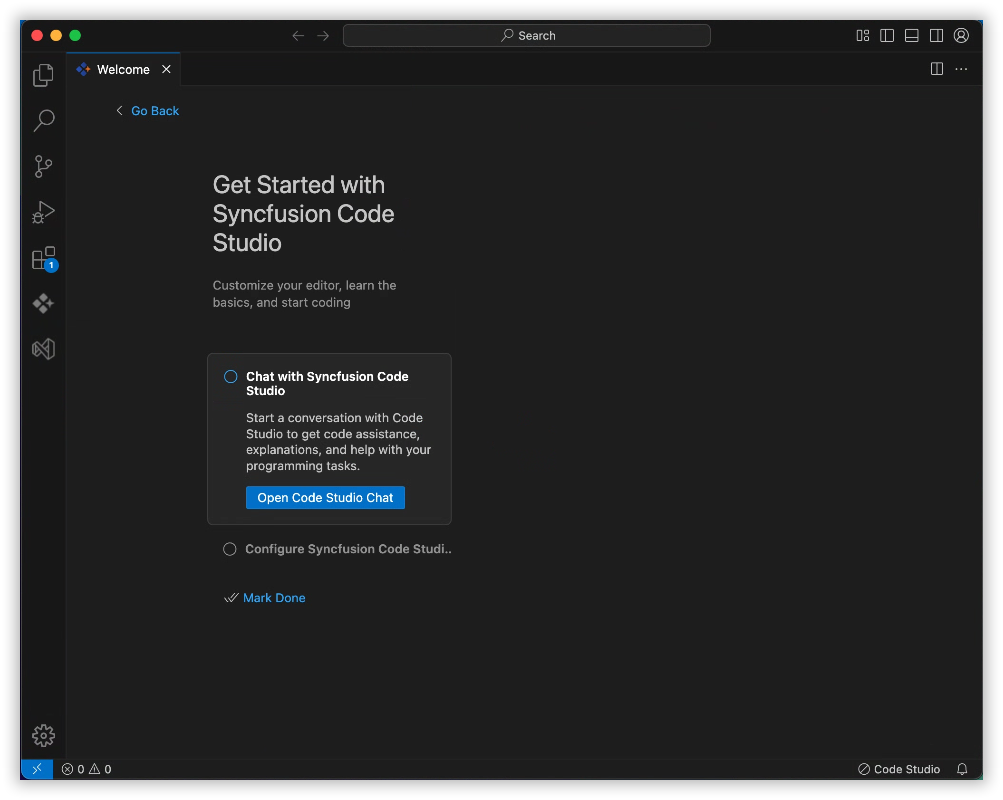 Search
Welcome
Go Back
Get Started with
Syncfusion Code
Studio
Customize your editor, learn the
basics, and start coding
1
Chat with Syncfusion Code
Studio
Start a conversation with Code
Studio to get code assistance,
explanations, and help with your
programming tasks.
Open Code Studio Chat
Configure Syncfusion Code Studi..
Mark Done
0 0
Code Studio